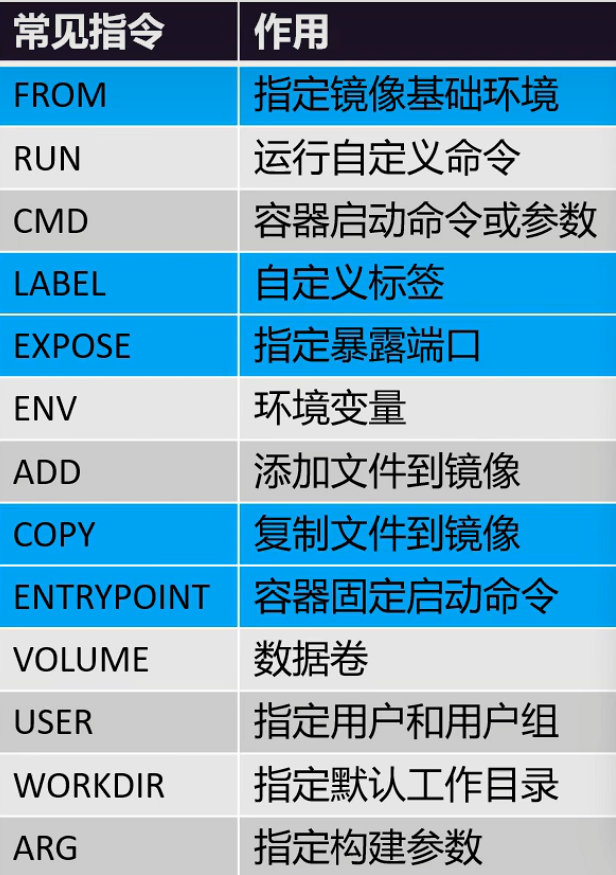 常见指令 作用
FROM 指定镜像基础环境
RUN 运行自定义命令
CMD 容器启动命令或参数
LABEL 自定义标签
EXPOSE 指定暴露端口
ENV 环境变量
ADD 添加文件到镜像
COPY 复制文件到镜像
ENTRYPOINT 容器固定启动命令
VOLUME 数据卷
USER 指定用户和用户组
WORKDIR 指定默认工作目录
ARG 指定构建参数